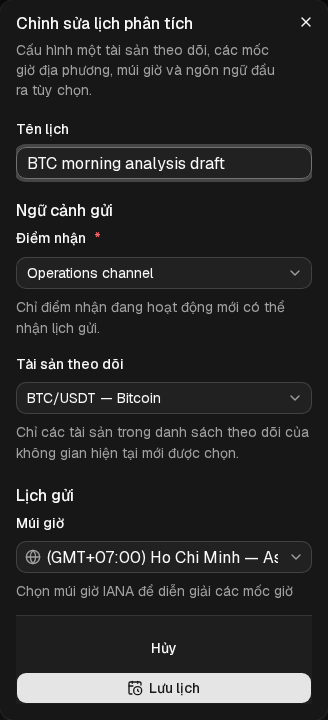 Chỉnh sửa lịch phân tích
Cấu hình một tài sản theo dõi, các mốc
giờ địa phương, múi giờ và ngôn ngữ đầu
ra tùy chọn.
Tên lịch
BTC morning analysis draft
Ngữ cảnh gửi
Điểm nhận *
Operations channel
Chỉ điểm nhận đang hoạt động mới có thể
nhận lịch gửi.
Tài sản theo dõi
BTC/USDT — Bitcoin
Chỉ các tài sản trong danh sách theo dõi của
không gian hiện tại mới được chọn.
Lịch gửi
Múi giờ
(GMT+07:00) Ho Chi Minh — As
Chọn múi giờ IANA để diễn giải các mốc giờ
Hủy
Lưu lịch